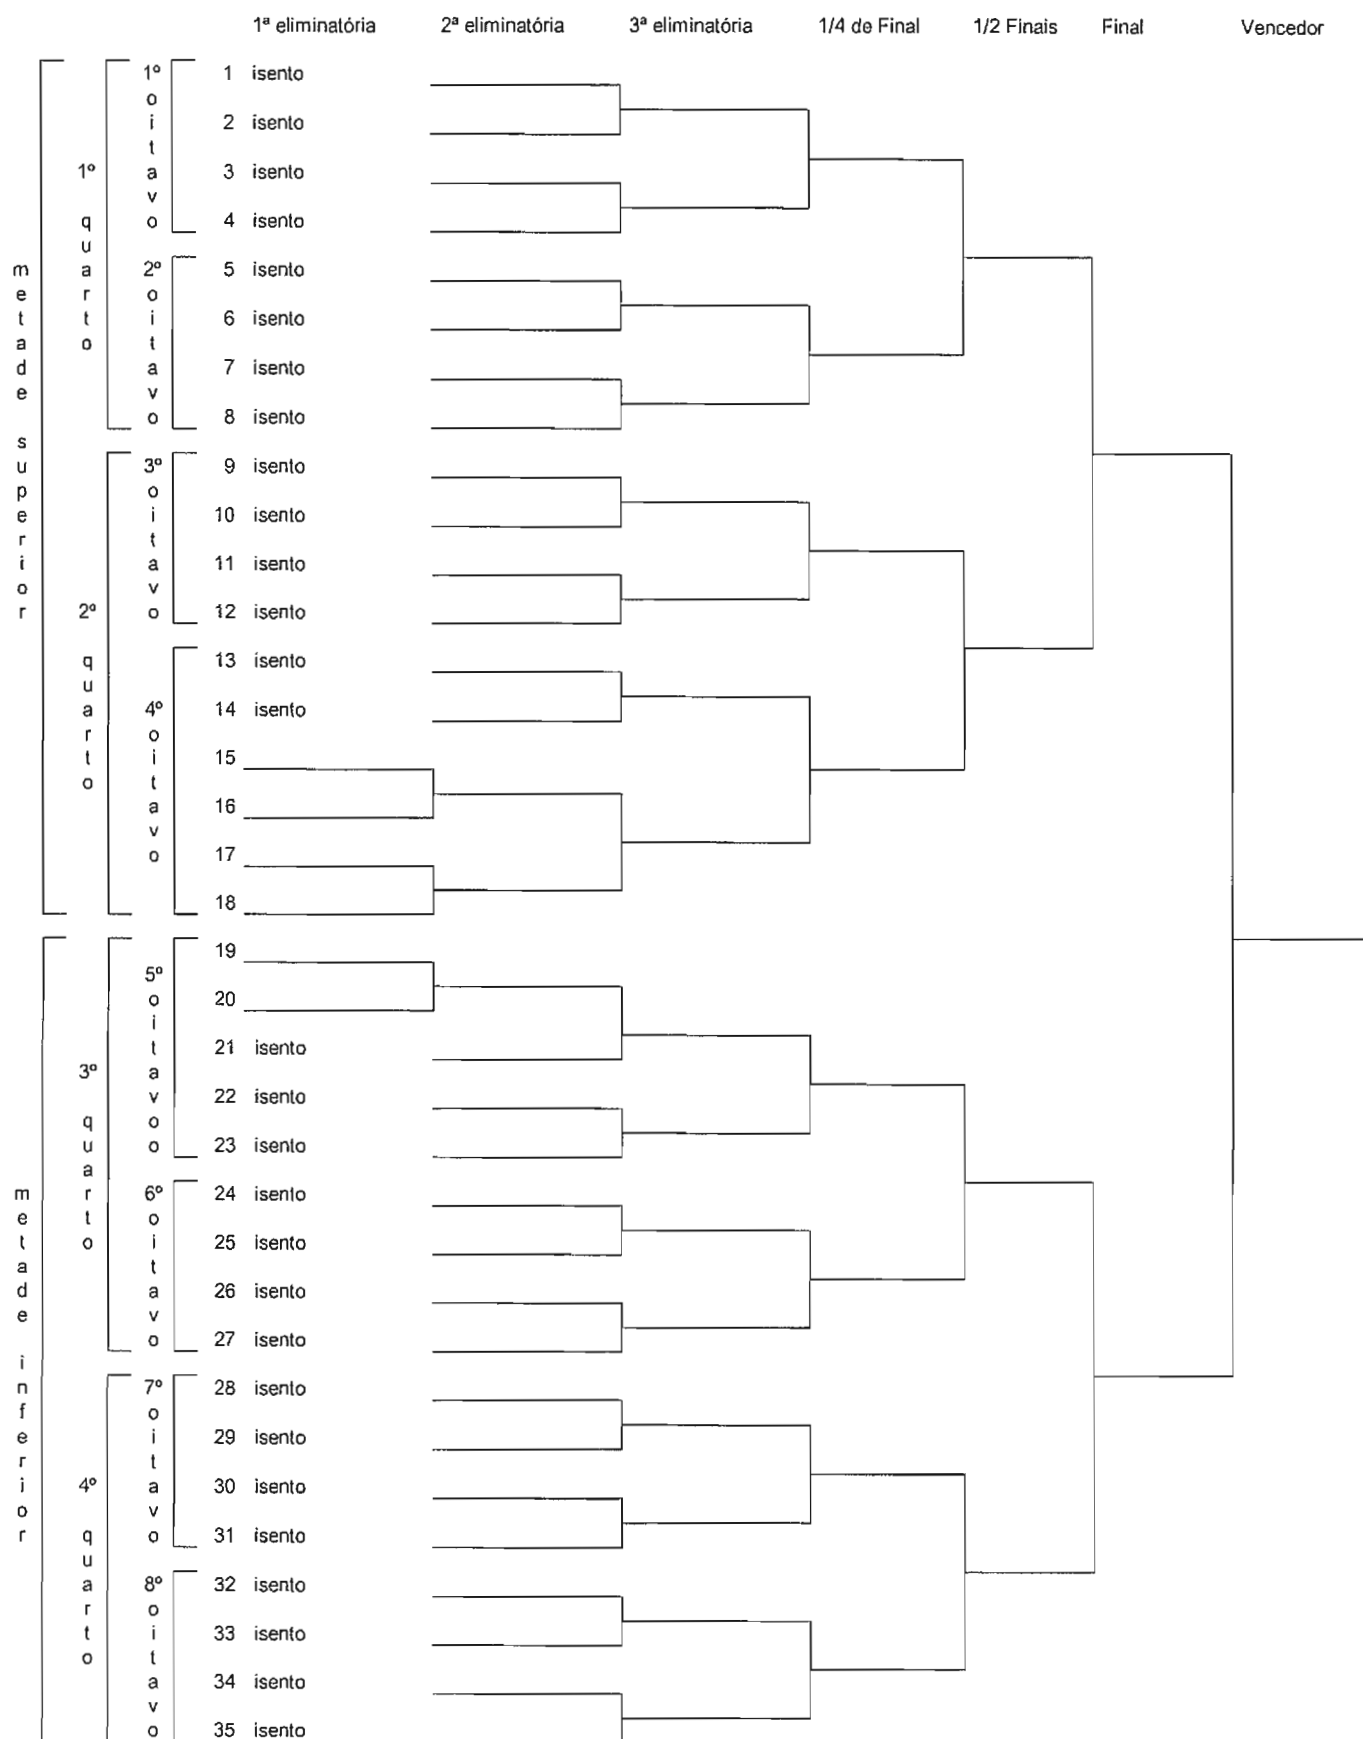 1ª eliminatória 2ª eliminatória 3ª eliminatória 1/4 de Final 1/2 Finais Final Vencedor
metade superior
1º quarto
1º oitavo
1 isento
2 isento
3 isento
4 isento
2º oitavo
5 isento
6 isento
7 isento
8 isento
2º quarto
3º oitavo
9 isento
10 isento
11 isento
12 isento
4º oitavo
13 isento
14 isento
15
16
17
18
metade inferior
3º quarto
5º oitavoo
19
20
21 isento
22 isento
23 isento
6º oitavo
24 isento
25 isento
26 isento
27 isento
4º quarto
7º oitavo
28 isento
29 isento
30 isento
31 isento
8º oitavo
32 isento
33 isento
34 isento
35 isento